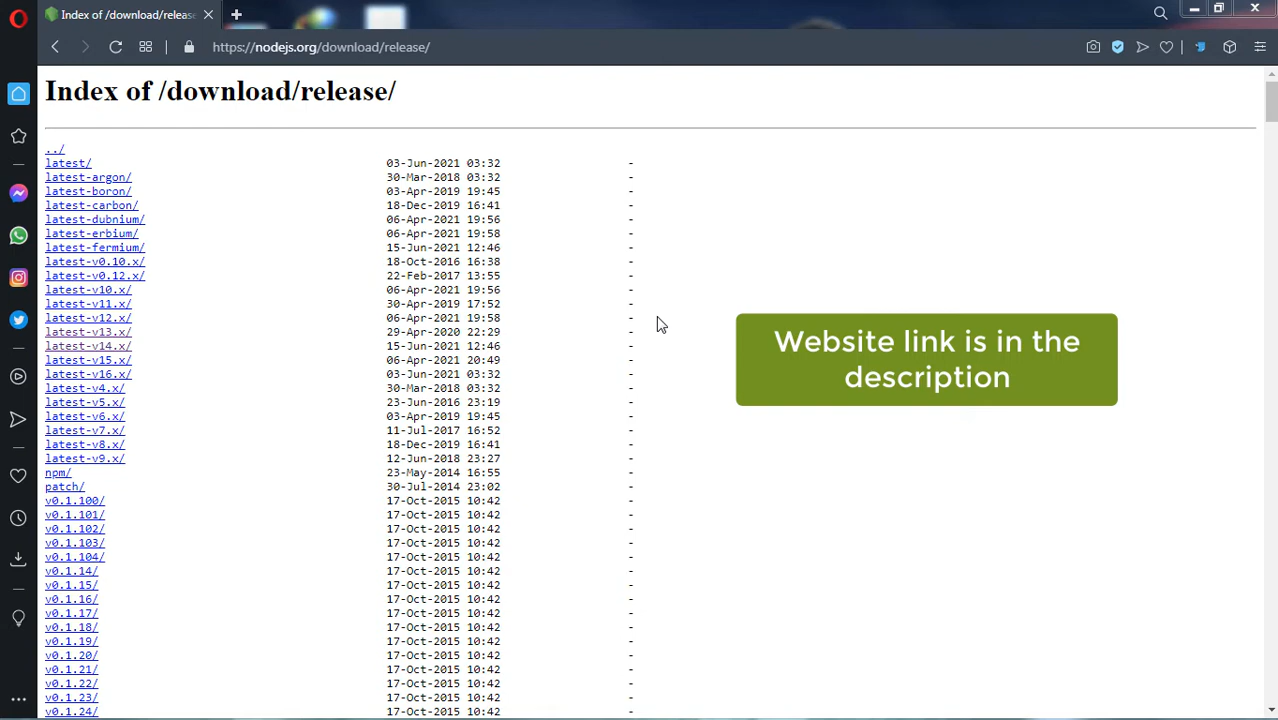 Index of /download/release
https://nodejs.org/download/release/
Index of /download/release/
../
latest/ 03-Jun-2021 03:32 -
latest-argon/ 30-Mar-2018 03:32 -
latest-boron/ 03-Apr-2019 19:45 -
latest-carbon/ 18-Dec-2019 16:41 -
latest-dubnium/ 06-Apr-2021 19:56 -
latest-erbium/ 06-Apr-2021 19:58 -
latest-fermium/ 15-Jun-2021 12:46 -
latest-v0.10.x/ 18-Oct-2016 16:38 -
latest-v0.12.x/ 22-Feb-2017 13:55 -
latest-v10.x/ 06-Apr-2021 19:56 -
latest-v11.x/ 30-Apr-2019 17:52 -
latest-v12.x/ 06-Apr-2021 19:58 -
latest-v13.x/ 29-Apr-2020 22:29 -
latest-v14.x/ 15-Jun-2021 12:46 -
latest-v15.x/ 06-Apr-2021 20:49 -
latest-v16.x/ 03-Jun-2021 03:32 -
latest-v4.x/ 30-Mar-2018 03:32 -
latest-v5.x/ 23-Jun-2016 23:19 -
latest-v6.x/ 03-Apr-2019 19:45 -
latest-v7.x/ 11-Jul-2017 16:52 -
latest-v8.x/ 18-Dec-2019 16:41 -
latest-v9.x/ 12-Jun-2018 23:27 -
npm/ 23-May-2014 16:55 -
patch/ 30-Jul-2014 23:02 -
v0.1.100/ 17-Oct-2015 10:42 -
v0.1.101/ 17-Oct-2015 10:42 -
v0.1.102/ 17-Oct-2015 10:42 -
v0.1.103/ 17-Oct-2015 10:42 -
v0.1.104/ 17-Oct-2015 10:42 -
v0.1.14/ 17-Oct-2015 10:42 -
v0.1.15/ 17-Oct-2015 10:42 -
v0.1.16/ 17-Oct-2015 10:42 -
v0.1.17/ 17-Oct-2015 10:42 -
v0.1.18/ 17-Oct-2015 10:42 -
v0.1.19/ 17-Oct-2015 10:42 -
v0.1.20/ 17-Oct-2015 10:42 -
v0.1.21/ 17-Oct-2015 10:42 -
v0.1.22/ 17-Oct-2015 10:42 -
v0.1.23/ 17-Oct-2015 10:42 -
v0.1.24/ 17-Oct-2015 10:42 -
Website link is in the
description